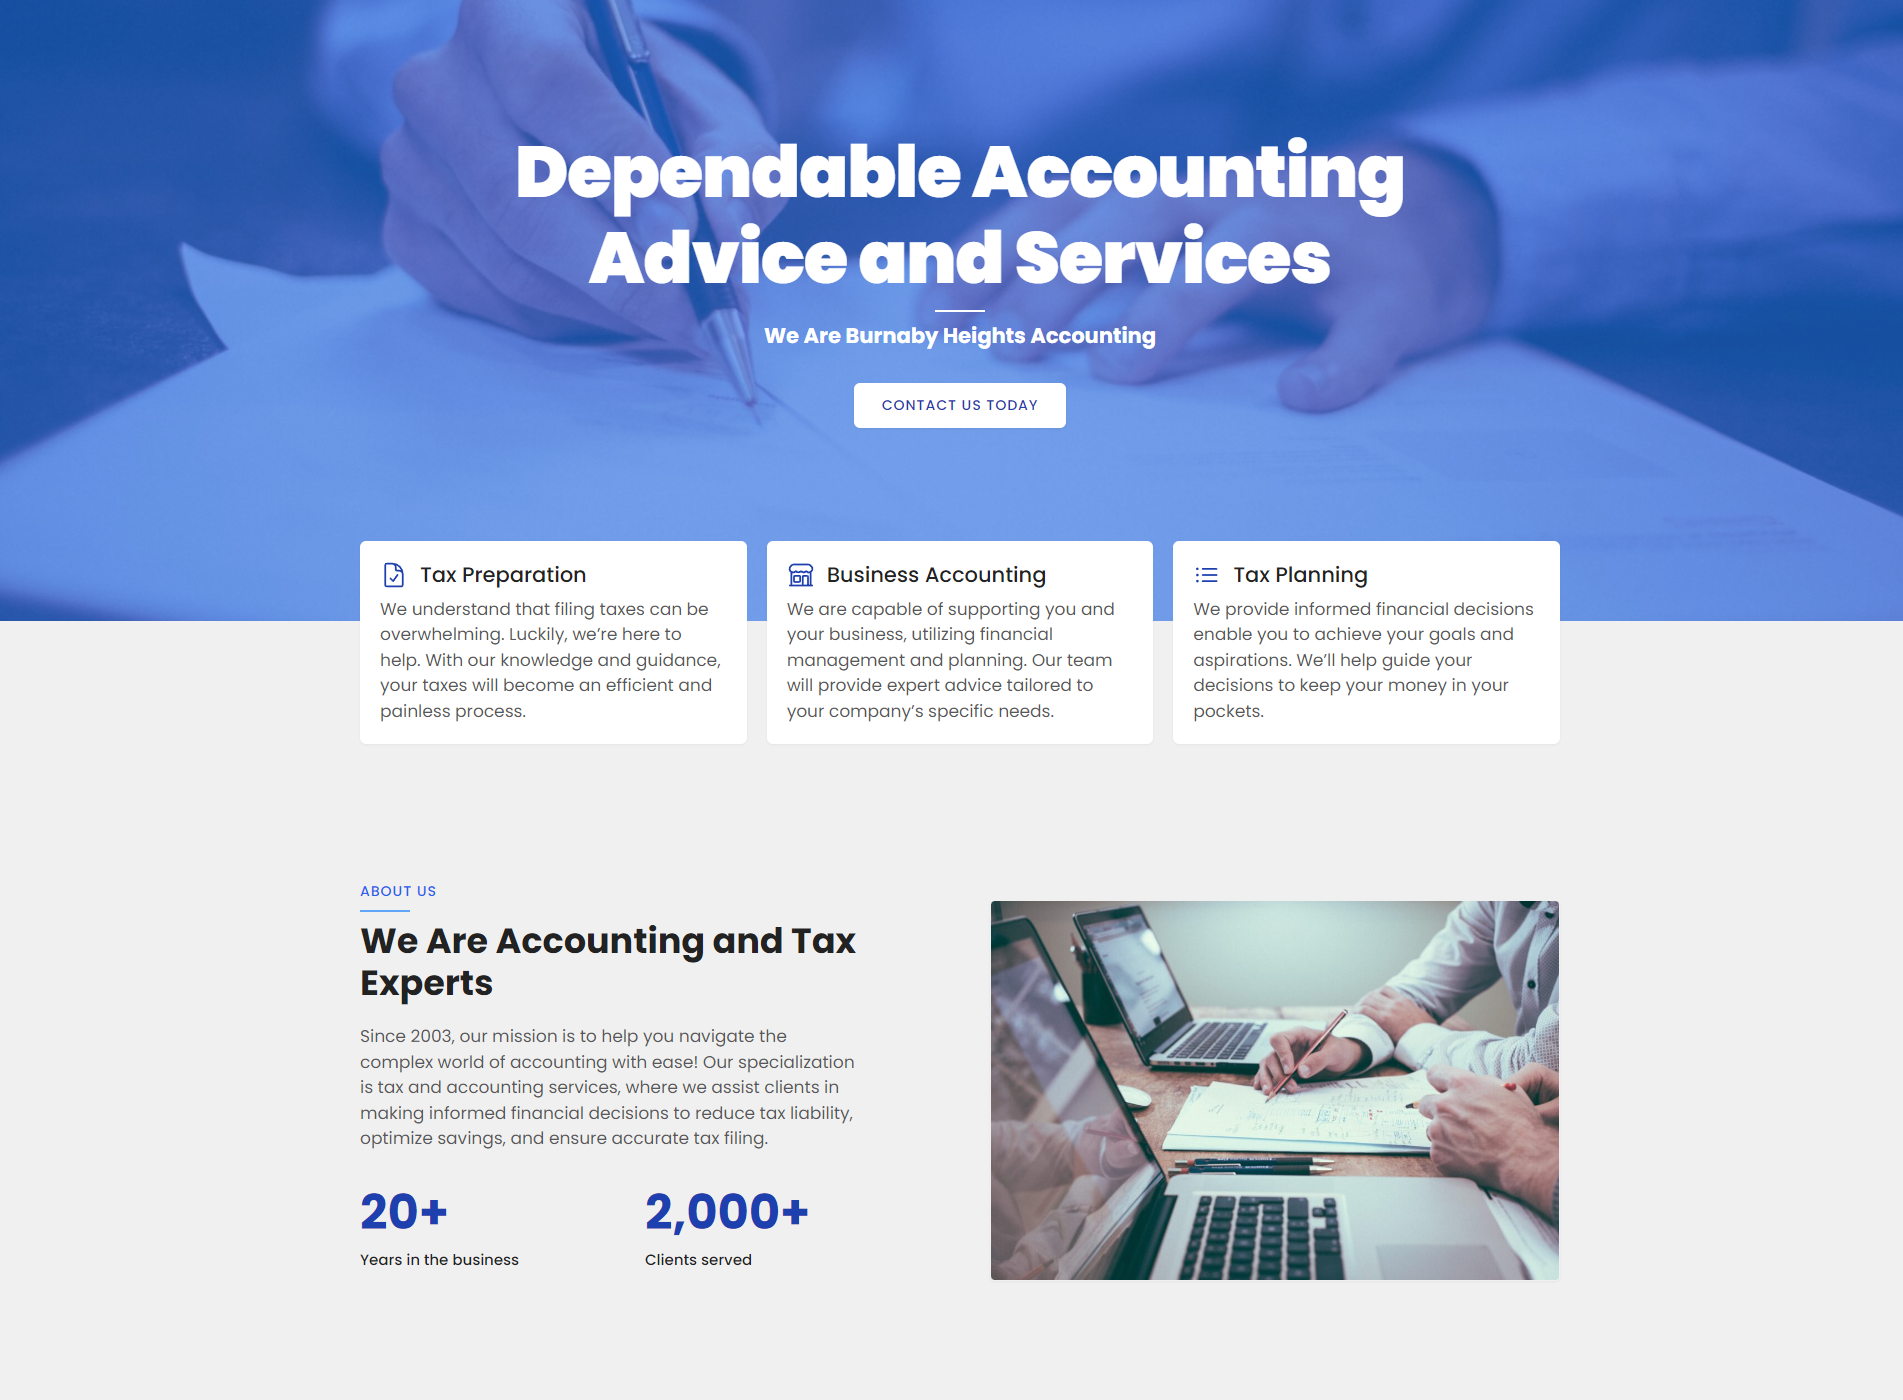 Dependable Accounting
Advice and Services
We Are Burnaby Heights Accounting
CONTACT US TODAY
Tax Preparation
We understand that filing taxes can be
overwhelming. Luckily, we’re here to
help. With our knowledge and guidance,
your taxes will become an efficient and
painless process.
Business Accounting
We are capable of supporting you and
your business, utilizing financial
management and planning. Our team
will provide expert advice tailored to
your company’s specific needs.
Tax Planning
We provide informed financial decisions
enable you to achieve your goals and
aspirations. We’ll help guide your
decisions to keep your money in your
pockets.
ABOUT US
We Are Accounting and Tax
Experts
Since 2003, our mission is to help you navigate the
complex world of accounting with ease! Our specialization
is tax and accounting services, where we assist clients in
making informed financial decisions to reduce tax liability,
optimize savings, and ensure accurate tax filing.
20+
Years in the business
2,000+
Clients served